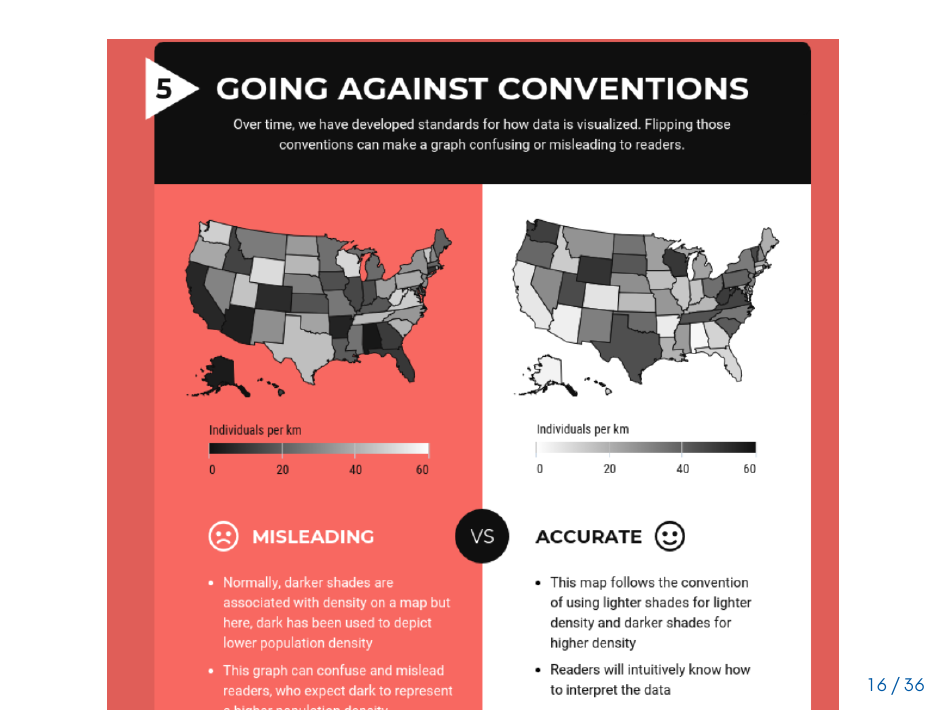 5
GOING AGAINST CONVENTIONS
Over time, we have developed standards for how data is visualized. Flipping those
conventions can make a graph confusing or misleading to readers.
Individuals per km
0 20 40 60
Individuals per km
0 20 40 60
MISLEADING
VS
ACCURATE
Normally, darker shades are
associated with density on a map but
here, dark has been used to depict
lower population density
This graph can confuse and mislead
readers, who expect dark to represent
a higher population density
This map follows the convention
of using lighter shades for lighter
density and darker shades for
higher density
Readers will intuitively know how
to interpret the data
16 / 36